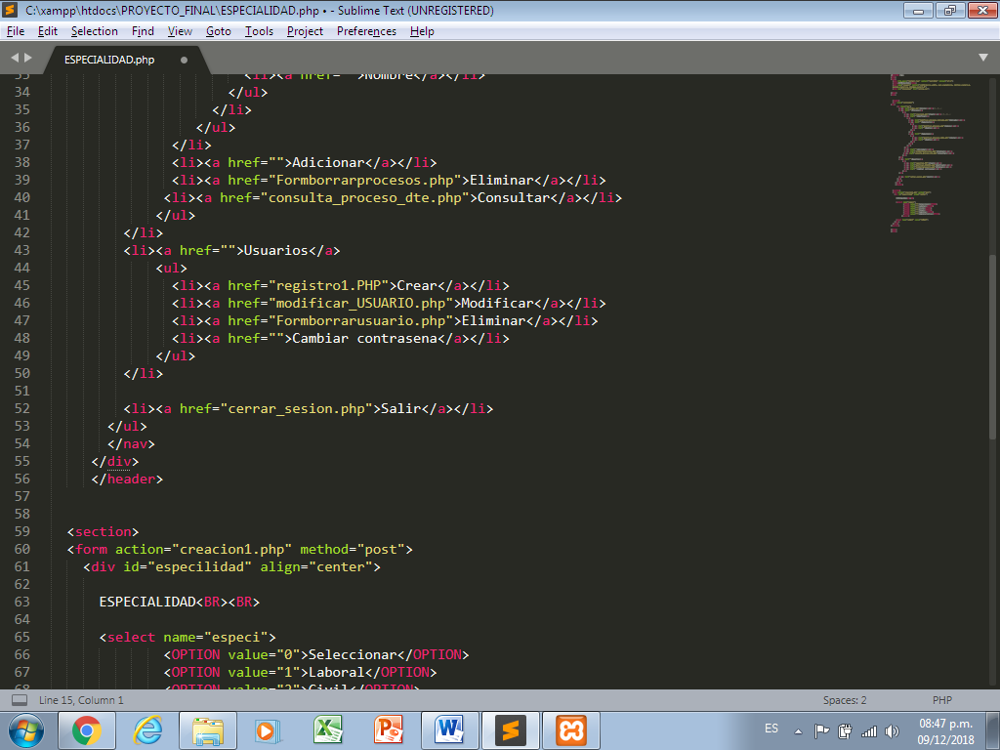 C:\xampp\htdocs\PROYECTO_FINAL\ESPECIALIDAD.php • - Sublime Text (UNREGISTERED)
File Edit Selection Find View Goto Tools Project Preferences Help
ESPECIALIDAD.php
33 <li><a href="">Nombre</a></li>
34 </ul>
35 </li>
36 </ul>
37 </li>
38 <li><a href="">Adicionar</a></li>
39 <li><a href="Formborrarprocesos.php">Eliminar</a></li>
40 <li><a href="consulta_proceso_dte.php">Consultar</a></li>
41 </ul>
42 </li>
43 <li><a href="">Usuarios</a>
44 <ul>
45 <li><a href="registro1.PHP">Crear</a></li>
46 <li><a href="modificar_USUARIO.php">Modificar</a></li>
47 <li><a href="Formborrarusuario.php">Eliminar</a></li>
48 <li><a href="">Cambiar contrasena</a></li>
49 </ul>
50 </li>
51
52 <li><a href="cerrar_sesion.php">Salir</a></li>
53 </ul>
54 </nav>
55 </div>
56 </header>
57
58
59 <section>
60 <form action="creacion1.php" method="post">
61 <div id="especilidad" align="center">
62
63 ESPECIALIDAD<BR><BR>
64
65 <select name="especi">
66 <OPTION value="0">Seleccionar</OPTION>
67 <OPTION value="1">Laboral</OPTION>
68 <OPTION value="2">Civil</OPTION>
Line 15, Column 1 Spaces: 2 PHP
ES 08:47 p.m.
09/12/2018